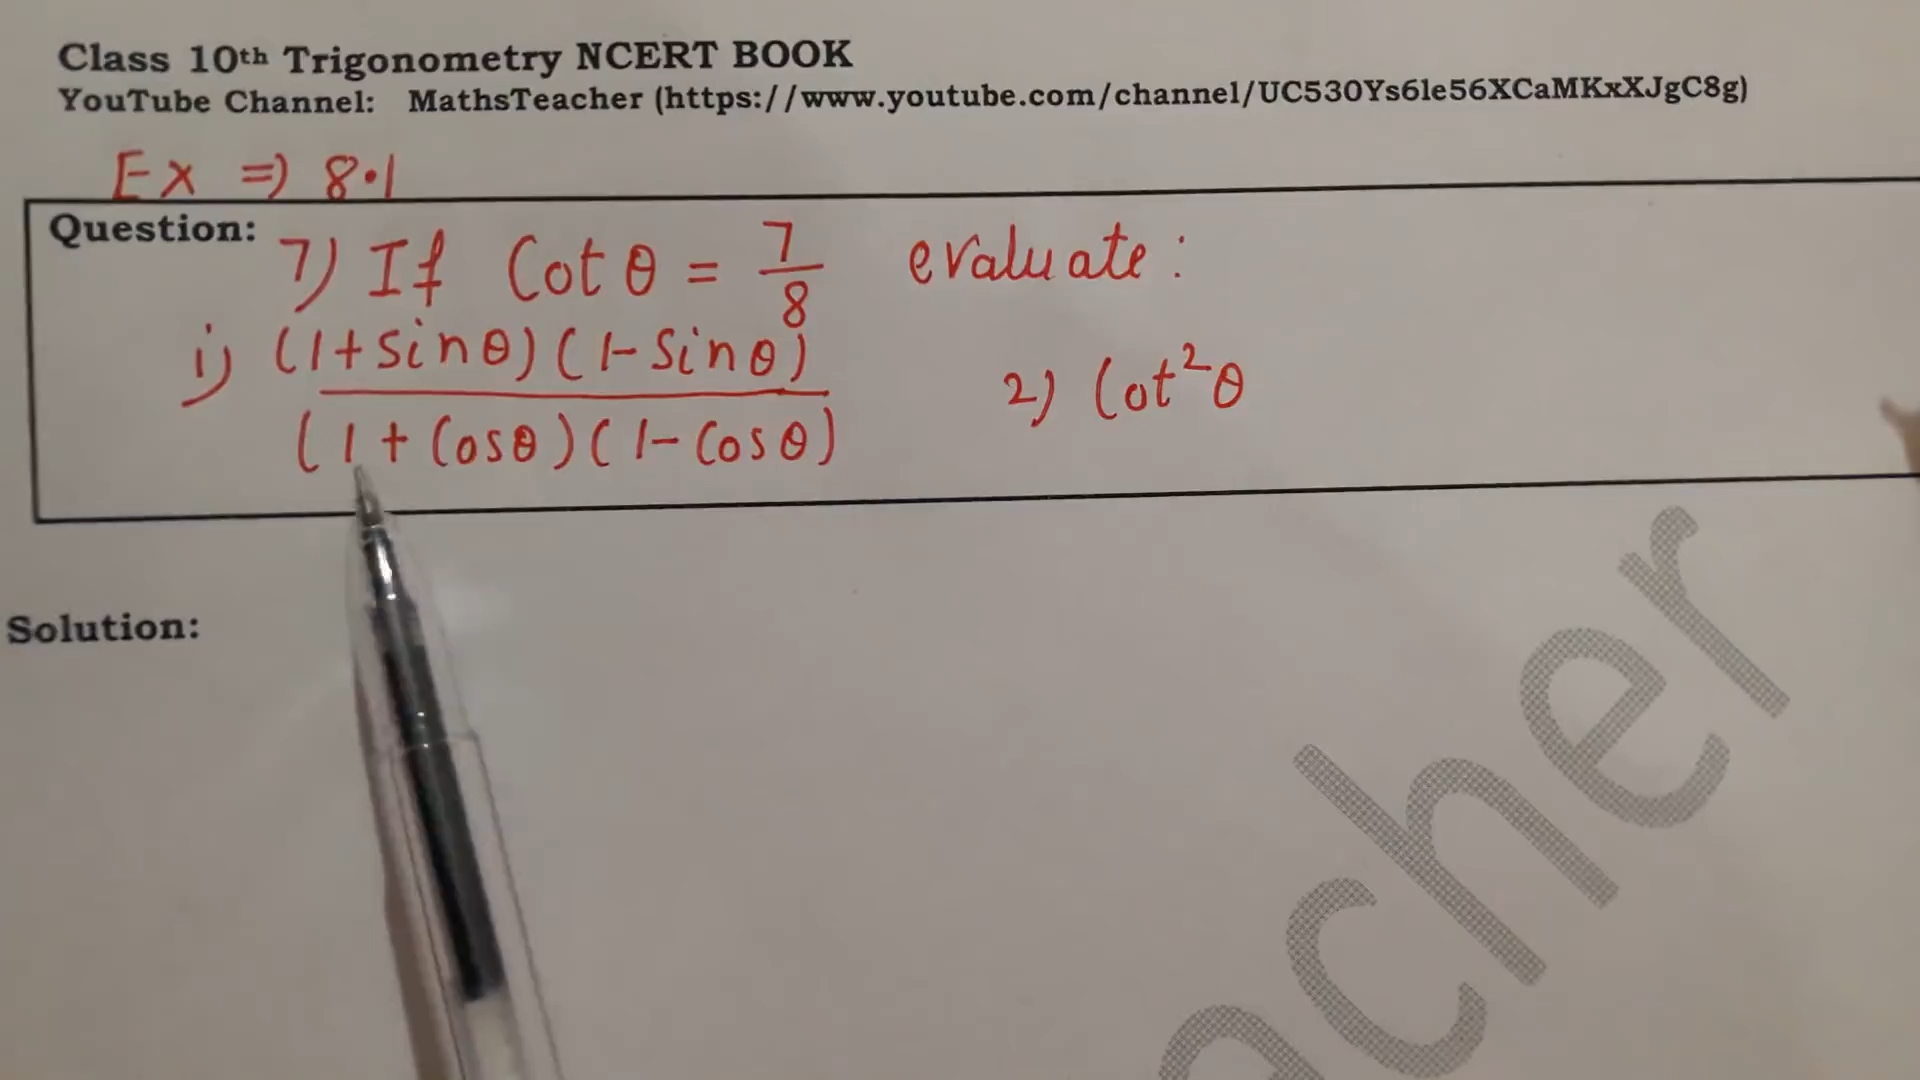 Class 10th Trigonometry NCERT BOOK
YouTube Channel: MathsTeacher (https://www.youtube.com/channel/UC530Ys6le56XCaMKxXJgC8g)
Ex ⇒ 8.1
Question: 7) If Cot θ = 7/8 evaluate:
i) (1+sinθ)(1-Sinθ) / (1+Cosθ)(1-Cosθ)
2) Cot²θ
Solution:
acher